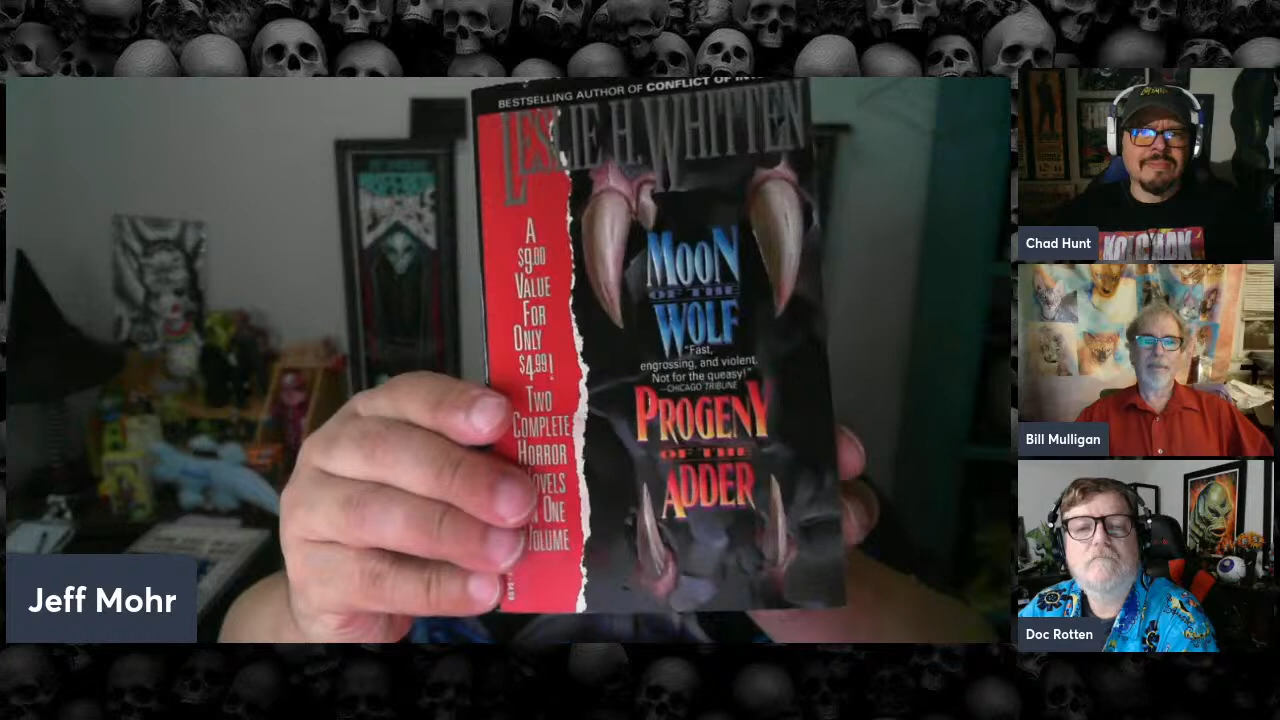 BESTSELLING AUTHOR OF CONFLICT OF
LESLIE H. WHITTEN
A
$9.00
VALUE
FOR
ONLY
$4.99!
TWO
COMPLETE
HORROR
NOVELS
IN ONE
VOLUME
MOON
OF THE
WOLF
"Fast,
engrossing, and violent.
Not for the queasy!"
—CHICAGO TRIBUNE
PROGENY
OF THE
ADDER
Jeff Mohr
Chad Hunt
KOLCHAK
Bill Mulligan
Doc Rotten